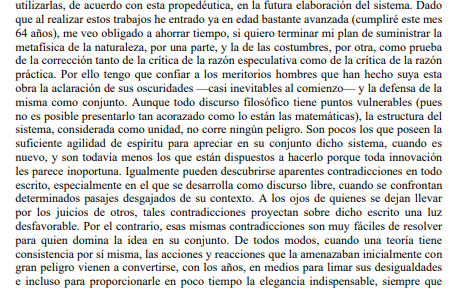 utilizarlas, de acuerdo con esta propedéutica, en la futura elaboración del sistema. Dado
que al realizar estos trabajos he entrado ya en edad bastante avanzada (cumpliré este mes
64 años), me veo obligado a ahorrar tiempo, si quiero terminar mi plan de suministrar la
metafísica de la naturaleza, por una parte, y la de las costumbres, por otra, como prueba
de la corrección tanto de la crítica de la razón especulativa como de la crítica de la razón
práctica. Por ello tengo que confiar a los meritorios hombres que han hecho suya esta
obra la aclaración de sus oscuridades —casi inevitables al comienzo— y la defensa de la
misma como conjunto. Aunque todo discurso filosófico tiene puntos vulnerables (pues
no es posible presentarlo tan acorazado como lo están las matemáticas), la estructura del
sistema, considerada como unidad, no corre ningún peligro. Son pocos los que poseen la
suficiente agilidad de espíritu para apreciar en su conjunto dicho sistema, cuando es
nuevo, y son todavía menos los que están dispuestos a hacerlo porque toda innovación
les parece inoportuna. Igualmente pueden descubrirse aparentes contradicciones en todo
escrito, especialmente en el que se desarrolla como discurso libre, cuando se confrontan
determinados pasajes desgajados de su contexto. A los ojos de quienes se dejan llevar
por los juicios de otros, tales contradicciones proyectan sobre dicho escrito una luz
desfavorable. Por el contrario, esas mismas contradicciones son muy fáciles de resolver
para quien domina la idea en su conjunto. De todos modos, cuando una teoría tiene
consistencia por sí misma, las acciones y reacciones que la amenazaban inicialmente con
gran peligro vienen a convertirse, con los años, en medios para limar sus desigualdades
e incluso para proporcionarle en poco tiempo la elegancia indispensable, siempre que